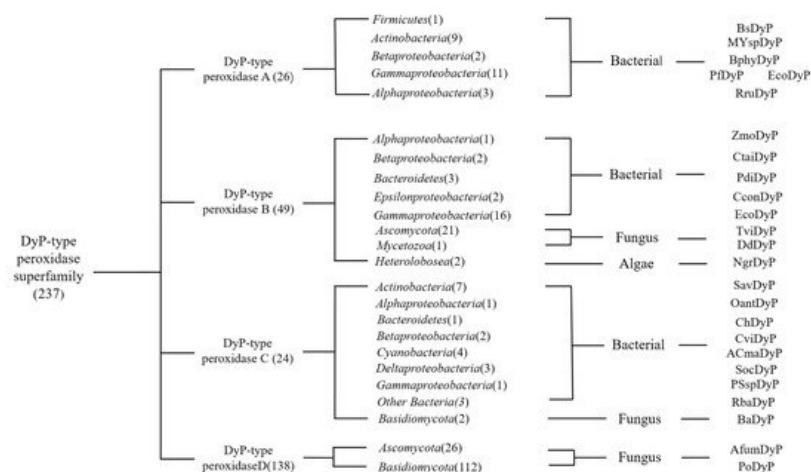 DyP-type
peroxidase
superfamily
(237)
DyP-type
peroxidase A (26)
Firmicutes(1)
Actinobacteria(9)
Betaproteobacteria(2)
Gammaproteobacteria(11)
Alphaproteobacteria(3)
Bacterial
BsDyP
MYspDyP
BphyDyP
PfDyP EcoDyP
RruDyP
DyP-type
peroxidase B (49)
Alphaproteobacteria(1)
Betaproteobacteria(2)
Bacteroidetes(3)
Epsilonproteobacteria(2)
Gammaproteobacteria(16)
Ascomycota(21)
Mycetozoa(1)
Heterolobosea(2)
Bacterial
Fungus
Algae
ZmoDyP
CtaiDyP
PdiDyP
CconDyP
EcoDyP
TviDyP
DdDyP
NgrDyP
DyP-type
peroxidase C (24)
Actinobacteria(7)
Alphaproteobacteria(1)
Bacteroidetes(1)
Betaproteobacteria(2)
Cyanobacteria(4)
Deltaproteobacteria(3)
Gammaproteobacteria(1)
Other Bacteria(3)
Basidiomycota(2)
Bacterial
Fungus
SavDyP
OantDyP
ChDyP
CviDyP
ACmaDyP
SocDyP
PSspDyP
RbaDyP
BaDyP
DyP-type
peroxidaseD(138)
Ascomycota(26)
Basidiomycota(112)
Fungus
AfumDyP
PoDyP